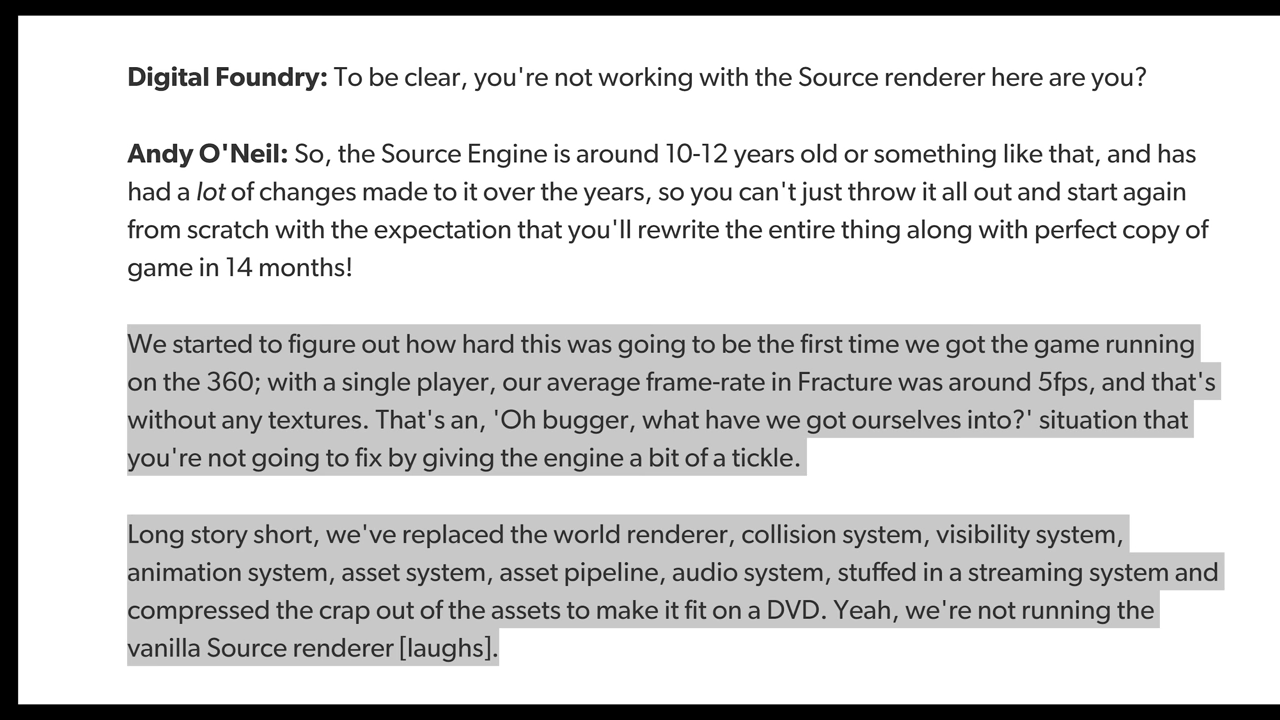 Digital Foundry: To be clear, you're not working with the Source renderer here are you?
Andy O'Neil: So, the Source Engine is around 10-12 years old or something like that, and has
had a lot of changes made to it over the years, so you can't just throw it all out and start again
from scratch with the expectation that you'll rewrite the entire thing along with perfect copy of
game in 14 months!
We started to figure out how hard this was going to be the first time we got the game running
on the 360; with a single player, our average frame-rate in Fracture was around 5fps, and that's
without any textures. That's an, 'Oh bugger, what have we got ourselves into?' situation that
you're not going to fix by giving the engine a bit of a tickle.
Long story short, we've replaced the world renderer, collision system, visibility system,
animation system, asset system, asset pipeline, audio system, stuffed in a streaming system and
compressed the crap out of the assets to make it fit on a DVD. Yeah, we're not running the
vanilla Source renderer [laughs].